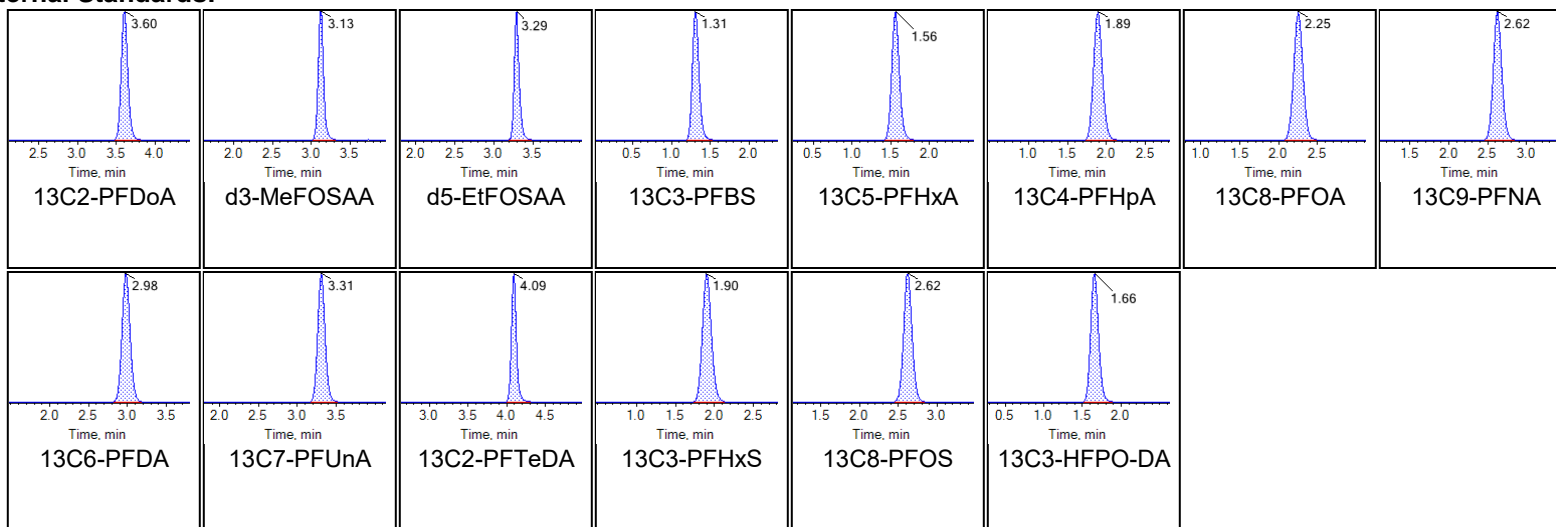 ternal Standards:
3.60 3.13 3.29 1.31 1.56 1.89 2.25 2.62
2.5 3.0 3.5 4.0 2.0 2.5 3.0 3.5 2.0 2.5 3.0 3.5 0.5 1.0 1.5 2.0 0.5 1.0 1.5 2.0 1.0 1.5 2.0 2.5 1.0 1.5 2.0 2.5 1.5 2.0 2.5 3.0
Time, min Time, min Time, min Time, min Time, min Time, min Time, min Time, min
13C2-PFDoA d3-MeFOSAA d5-EtFOSAA 13C3-PFBS 13C5-PFHxA 13C4-PFHpA 13C8-PFOA 13C9-PFNA
2.98 3.31 4.09 1.90 2.62 1.66
2.0 2.5 3.0 3.5 2.0 2.5 3.0 3.5 3.0 3.5 4.0 4.5 1.0 1.5 2.0 2.5 1.5 2.0 2.5 3.0 0.5 1.0 1.5 2.0
Time, min Time, min Time, min Time, min Time, min Time, min
13C6-PFDA 13C7-PFUnA 13C2-PFTeDA 13C3-PFHxS 13C8-PFOS 13C3-HFPO-DA